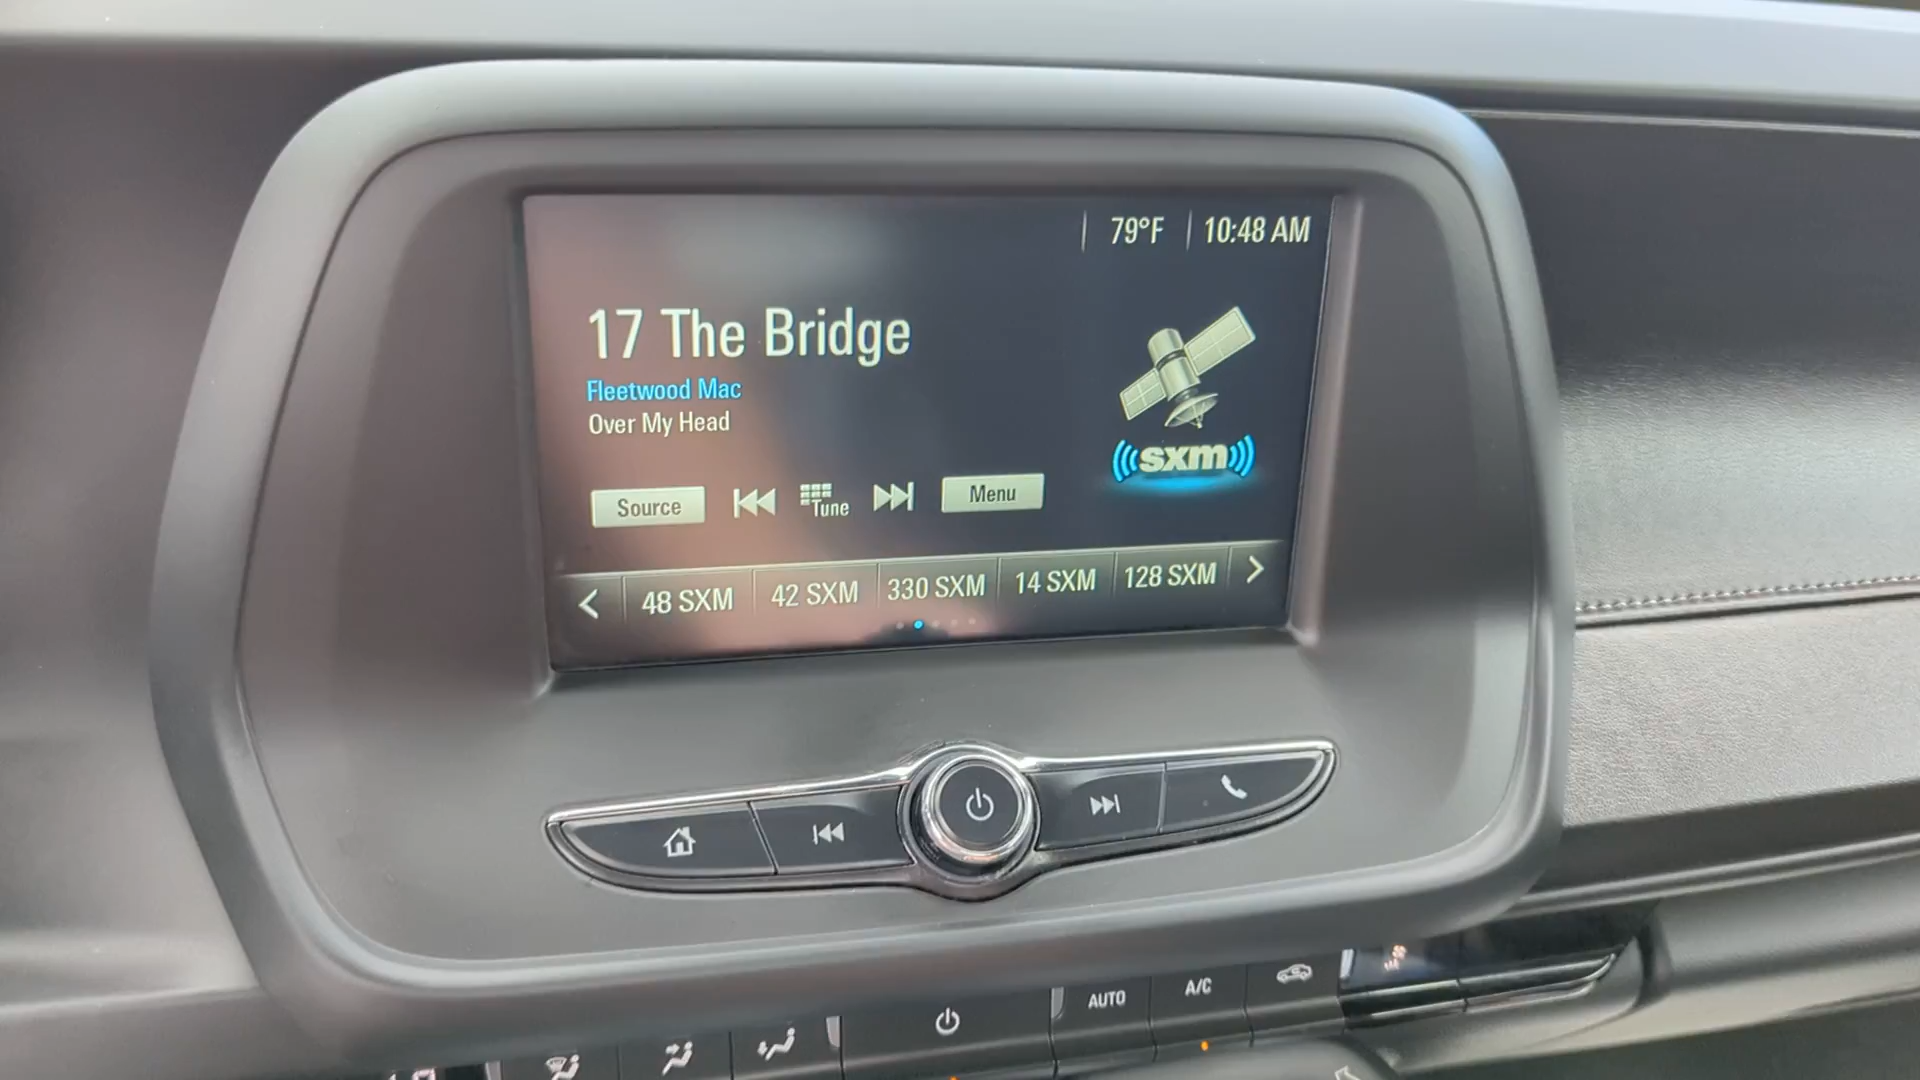 79°F 10:48 AM
17 The Bridge
Fleetwood Mac
Over My Head
sxm
Source Tune Menu
48 SXM 42 SXM 330 SXM 14 SXM 128 SXM
AUTO A/C